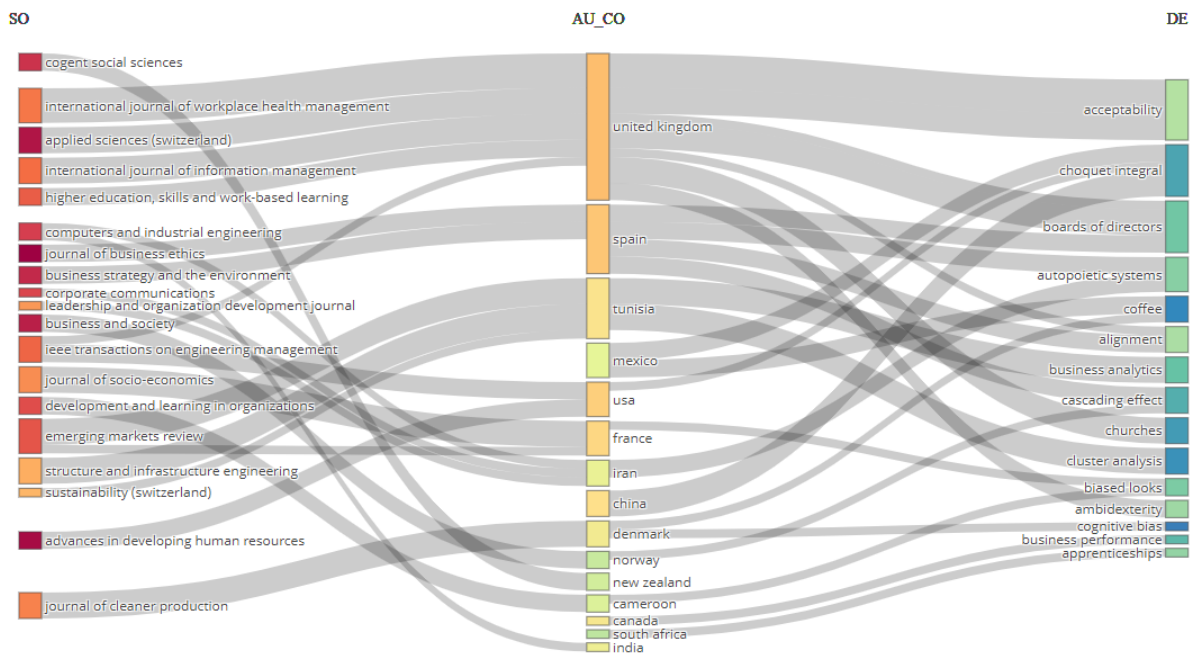 SO
AU_CO
DE
cogent social sciences
international journal of workplace health management
applied sciences (switzerland)
international journal of information management
higher education, skills and work-based learning
computers and industrial engineering
journal of business ethics
business strategy and the environment
corporate communications
leadership and organization development journal
business and society
ieee transactions on engineering management
journal of socio-economics
development and learning in organizations
emerging markets review
structure and infrastructure engineering
sustainability (switzerland)
advances in developing human resources
journal of cleaner production
united kingdom
spain
tunisia
mexico
usa
france
iran
china
denmark
norway
new zealand
cameroon
canada
south africa
india
acceptability
choquet integral
boards of directors
autopoietic systems
coffee
alignment
business analytics
cascading effect
churches
cluster analysis
biased looks
ambidexterity
cognitive bias
business performance
apprenticeships